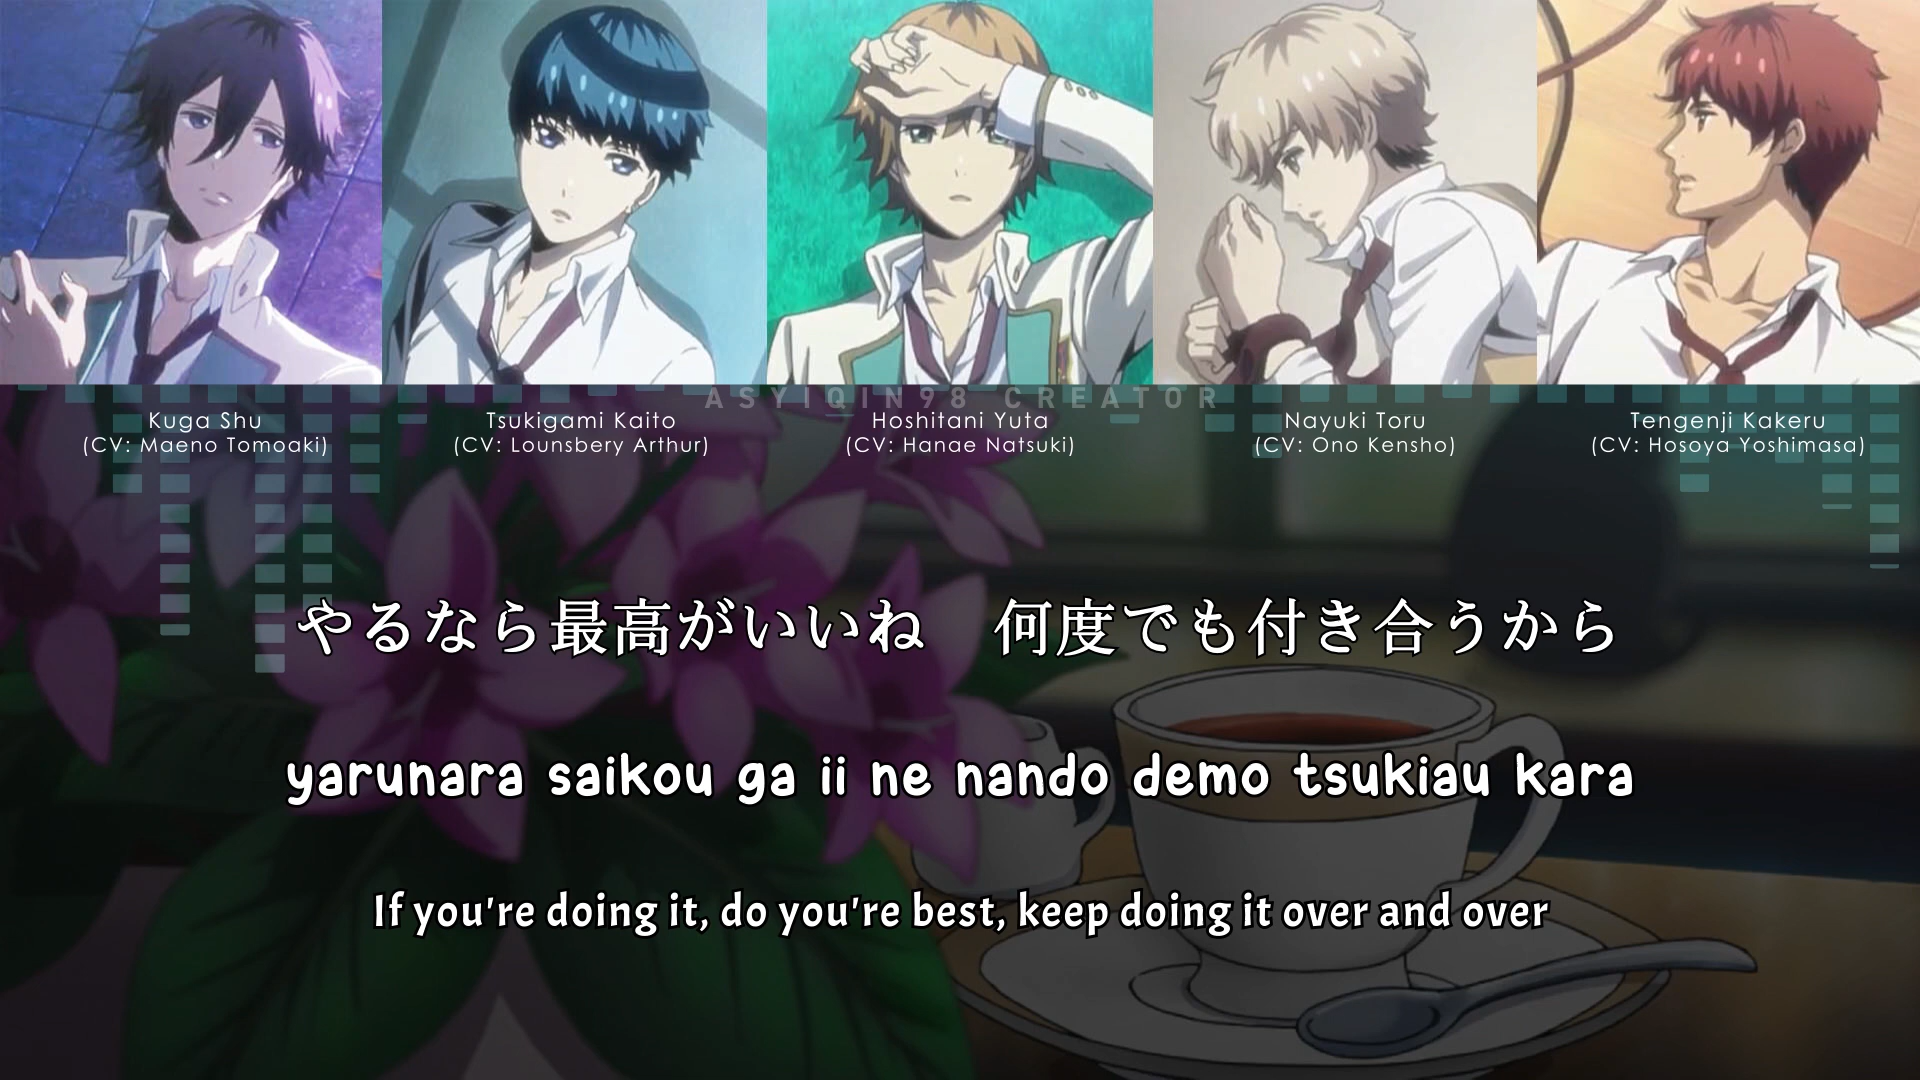 ASYIQIN98 CREATOR
Kuga Shu
(CV: Maeno Tomoaki)
Tsukigami Kaito
(CV: Lounsbery Arthur)
Hoshitani Yuta
(CV: Hanae Natsuki)
Nayuki Toru
(CV: Ono Kensho)
Tengenji Kakeru
(CV: Hosoya Yoshimasa)
やるなら最高がいいね　何度でも付き合うから
yarunara saikou ga ii ne nando demo tsukiau kara
If you're doing it, do you're best, keep doing it over and over